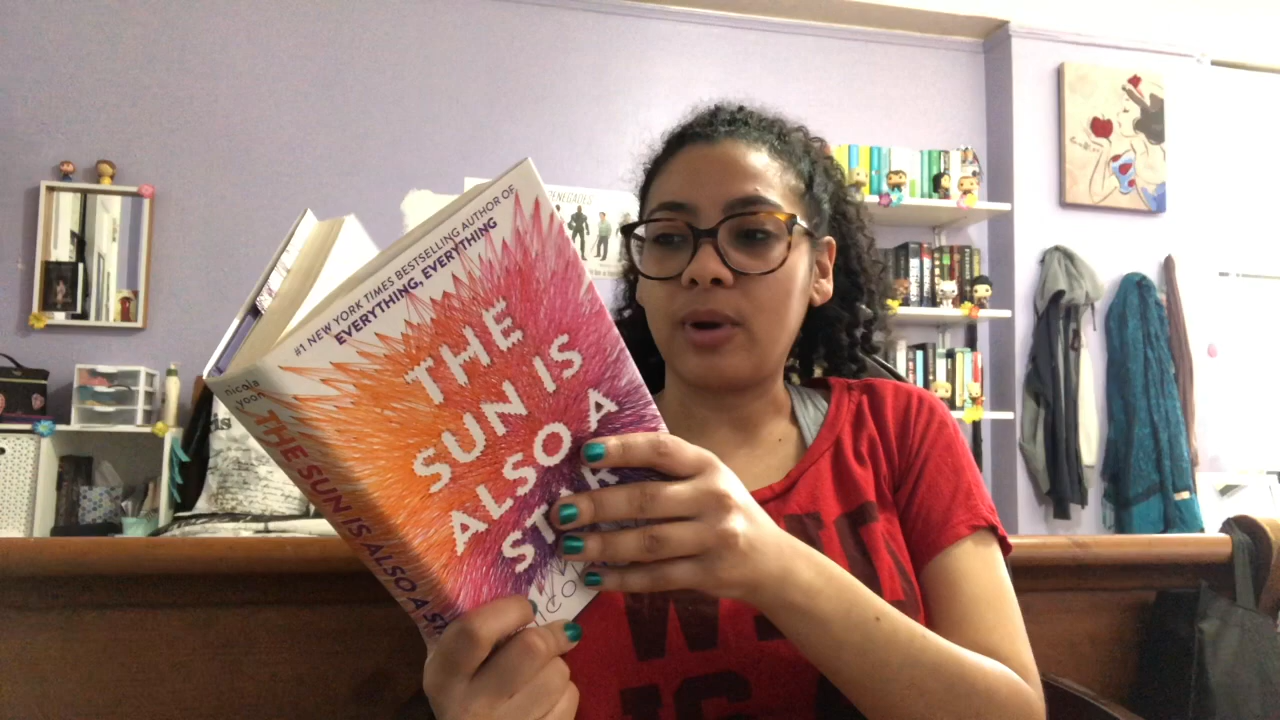 #1 NEW YORK TIMES BESTSELLING AUTHOR OF
EVERYTHING, EVERYTHING
THE
SUN IS
ALSO A
nicola
yoon
THE SUN IS ALSO A
RENEGADES